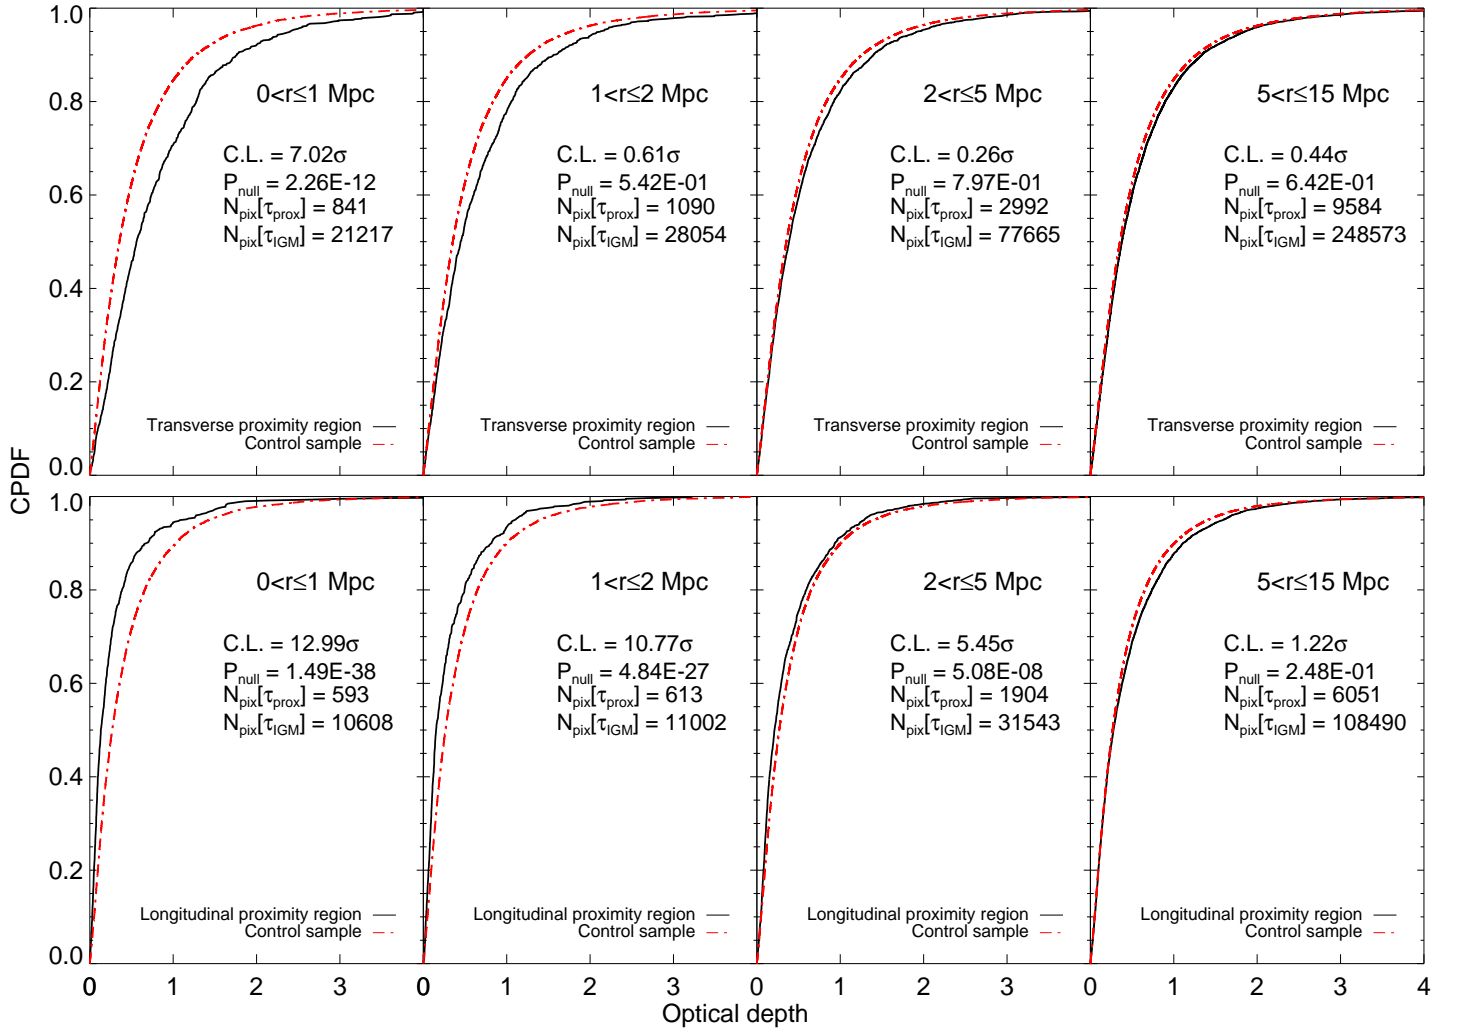 1.0
0.8
0.6
0.4
0.2
0.0
0<r≤1 Mpc
C.L. = 7.02σ
P_null = 2.26E-12
N_pix[τ_prox] = 841
N_pix[τ_IGM] = 21217
Transverse proximity region
Control sample
1<r≤2 Mpc
C.L. = 0.61σ
P_null = 5.42E-01
N_pix[τ_prox] = 1090
N_pix[τ_IGM] = 28054
Transverse proximity region
Control sample
2<r≤5 Mpc
C.L. = 0.26σ
P_null = 7.97E-01
N_pix[τ_prox] = 2992
N_pix[τ_IGM] = 77665
Transverse proximity region
Control sample
5<r≤15 Mpc
C.L. = 0.44σ
P_null = 6.42E-01
N_pix[τ_prox] = 9584
N_pix[τ_IGM] = 248573
Transverse proximity region
Control sample
CPDF
1.0
0.8
0.6
0.4
0.2
0.0
0<r≤1 Mpc
C.L. = 12.99σ
P_null = 1.49E-38
N_pix[τ_prox] = 593
N_pix[τ_IGM] = 10608
Longitudinal proximity region
Control sample
1<r≤2 Mpc
C.L. = 10.77σ
P_null = 4.84E-27
N_pix[τ_prox] = 613
N_pix[τ_IGM] = 11002
Longitudinal proximity region
Control sample
2<r≤5 Mpc
C.L. = 5.45σ
P_null = 5.08E-08
N_pix[τ_prox] = 1904
N_pix[τ_IGM] = 31543
Longitudinal proximity region
Control sample
5<r≤15 Mpc
C.L. = 1.22σ
P_null = 2.48E-01
N_pix[τ_prox] = 6051
N_pix[τ_IGM] = 108490
Longitudinal proximity region
Control sample
0 1 2 3 0 1 2 3 0 1 2 3 0 1 2 3 4
Optical depth